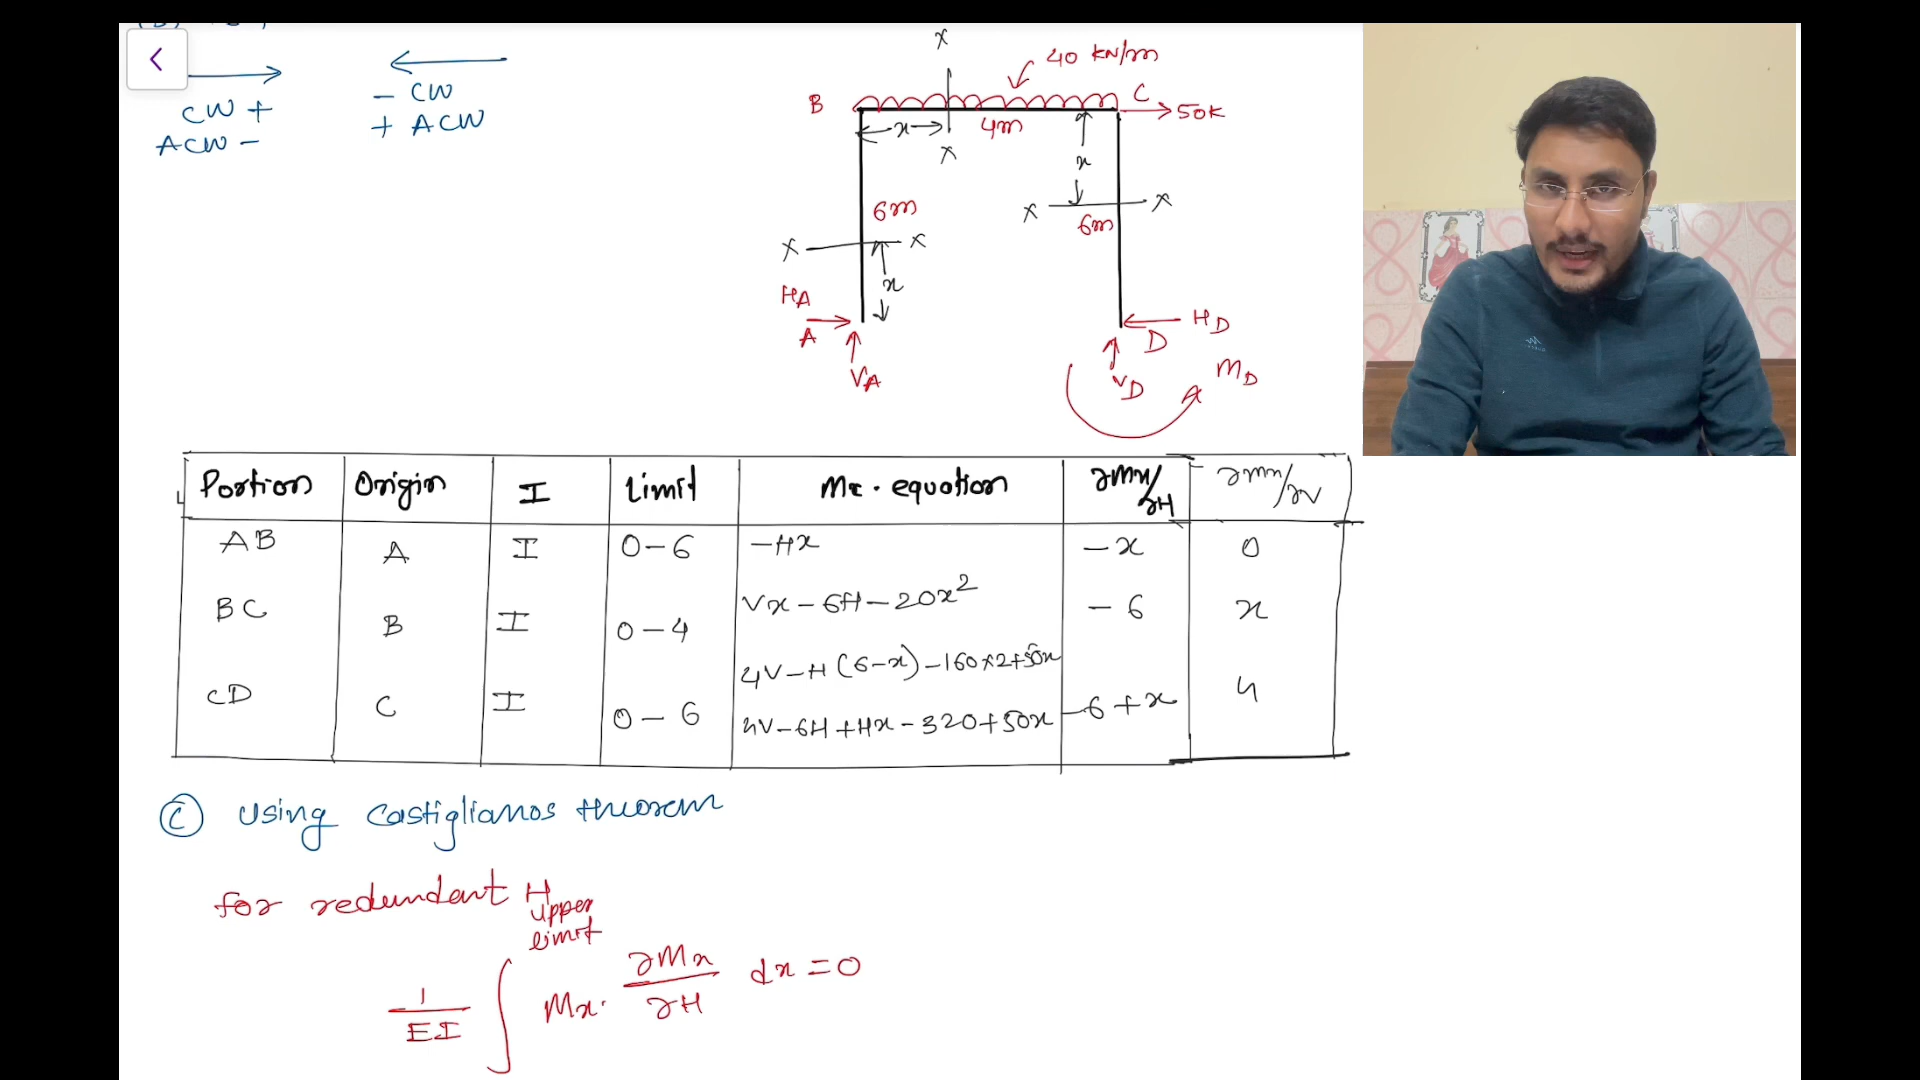 CW +
ACW -
- CW
+ ACW
x
40 KN/m
B
C
50K
x
4m
x
x
6m
x
x
6m
x
x
x
HA
A
VA
HD
D
VD
MD
Portion Origin I Limit Mx. equation ∂Mx/∂H ∂Mx/∂V
AB A I 0-6 -Hx -x 0
BC B I 0-4 Vx-6H-20x² -6 x
4V-H(6-x)-160x2+50x
CD C I 0-6 4V-6H+Hx-320+50x -6+x 4
C using castiglianos theorem
for redundant H
upper
limit
1/EI ∫ Mx. ∂Mx/∂H dx = 0